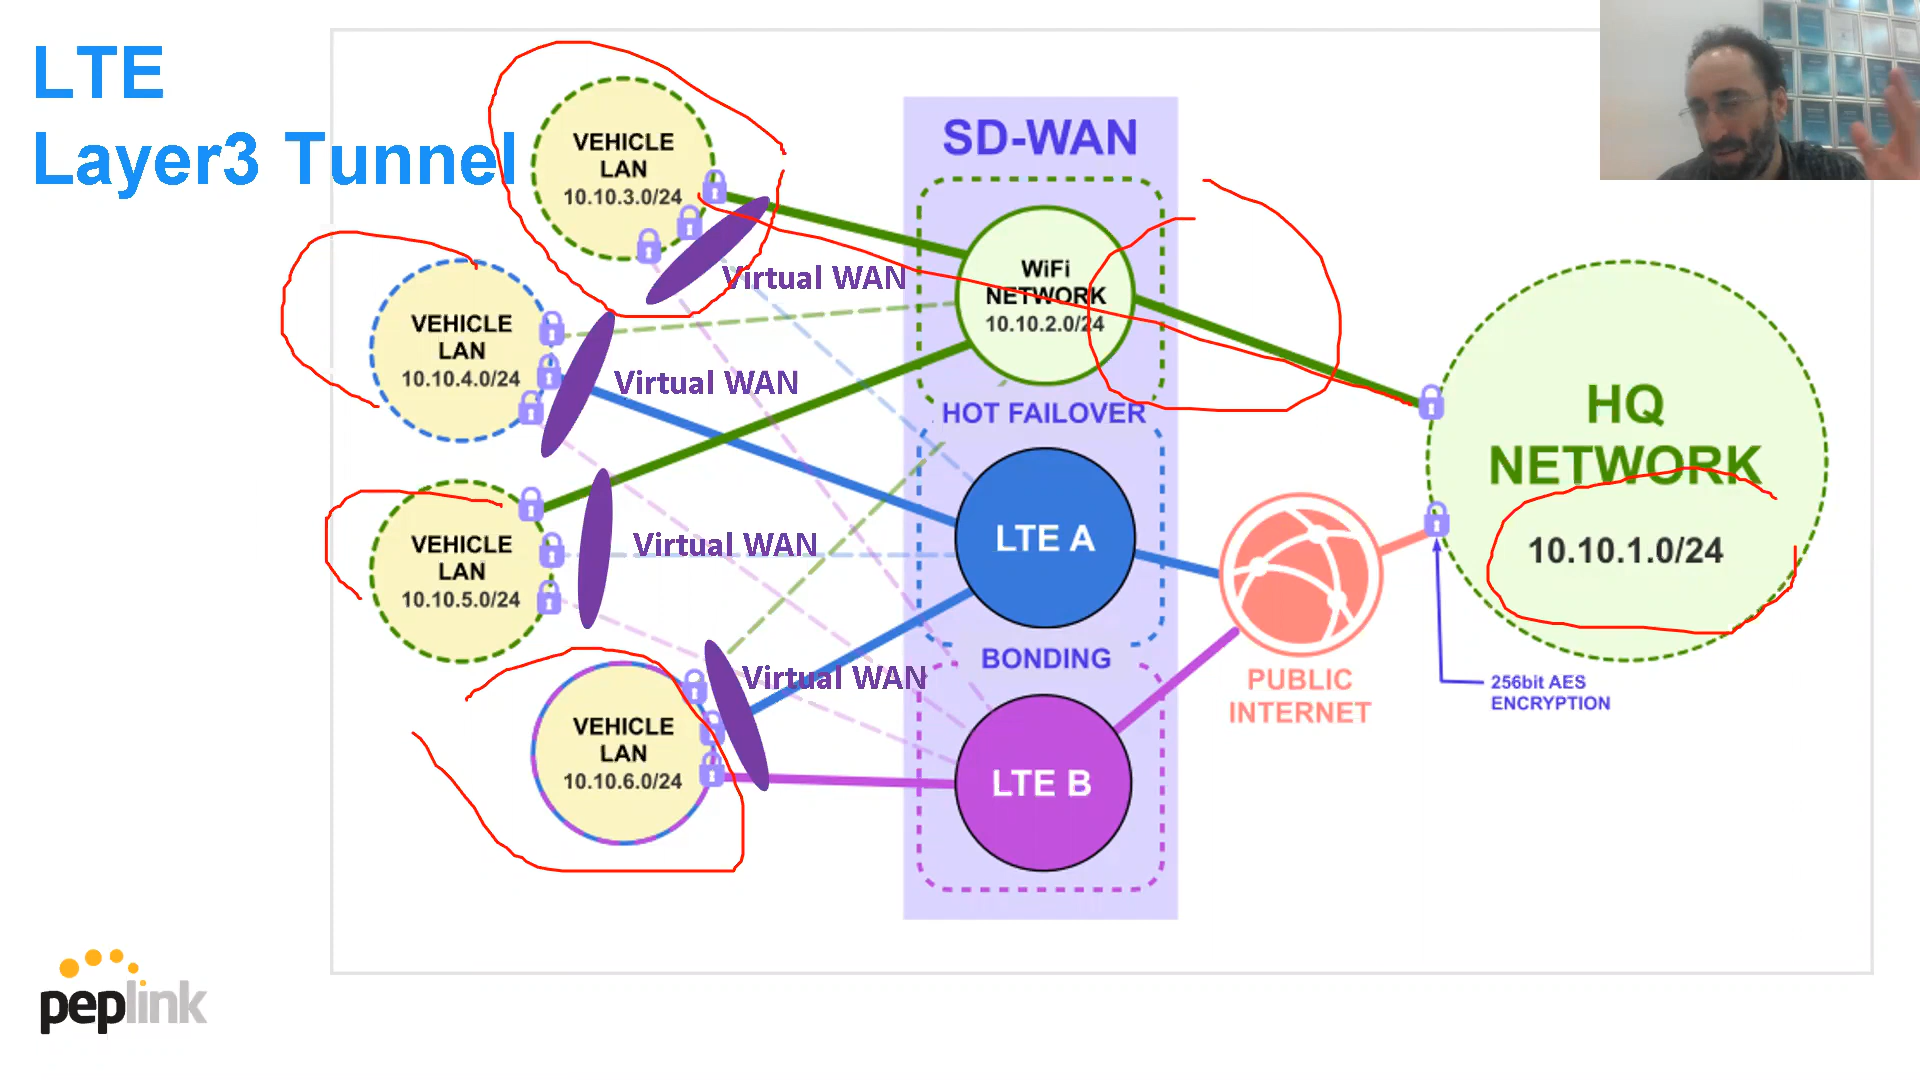 LTE
Layer3 Tunnel
VEHICLE
LAN
10.10.3.0/24
Virtual WAN
VEHICLE
LAN
10.10.4.0/24
Virtual WAN
VEHICLE
LAN
10.10.5.0/24
Virtual WAN
VEHICLE
LAN
10.10.6.0/24
Virtual WAN
SD-WAN
WiFi
NETWORK
10.10.2.0/24
HOT FAILOVER
LTE A
BONDING
LTE B
PUBLIC
INTERNET
HQ
NETWORK
10.10.1.0/24
256bit AES
ENCRYPTION
peplink